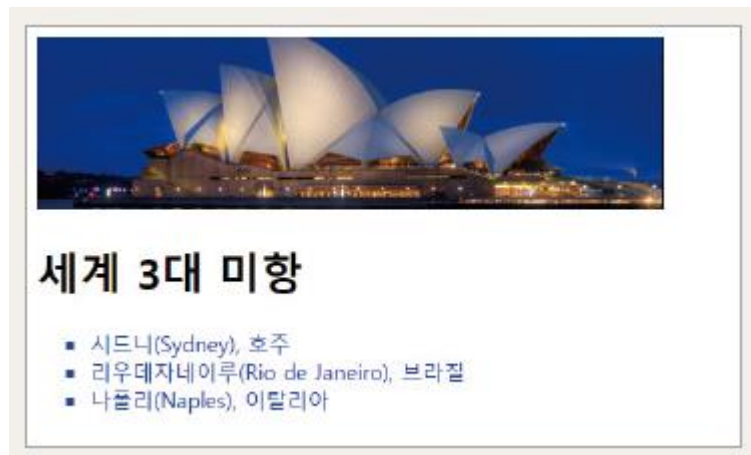 세계 3대 미항
시드니(Sydney), 호주
리우데자네이루(Rio de Janeiro), 브라질
나폴리(Naples), 이탈리아